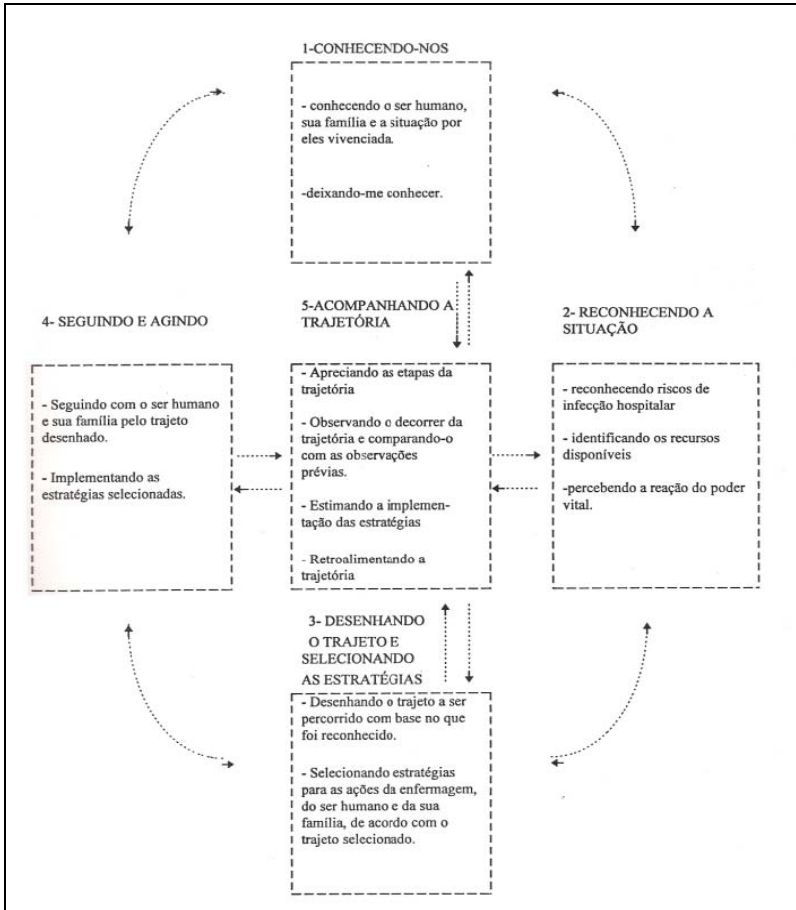 1-CONHECENDO-NOS
- conhecendo o ser humano,
sua família e a situação por
eles vivenciada.
-deixando-me conhecer.
4- SEGUINDO E AGINDO
- Seguindo com o ser humano
e sua família pelo trajeto
desenhado.
- Implementando as
estratégias selecionadas.
5-ACOMPANHANDO A
TRAJETÓRIA
- Apreciando as etapas da
trajetória
- Observando o decorrer da
trajetória e comparando-o
com as observações
prévias.
- Estimando a implemen-
tação das estratégias
- Retroalimentando a
trajetória
2- RECONHECENDO A
SITUAÇÃO
- reconhecendo riscos de
infecção hospitalar
- identificando os recursos
disponíveis
-percebendo a reação do poder
vital.
3- DESENHANDO
O TRAJETO E
SELECIONANDO
AS ESTRATÉGIAS
- Desenhando o trajeto a ser
percorrido com base no que
foi reconhecido.
- Selecionando estratégias
para as ações da enfermagem,
do ser humano e da sua
família, de acordo com o
trajeto selecionado.